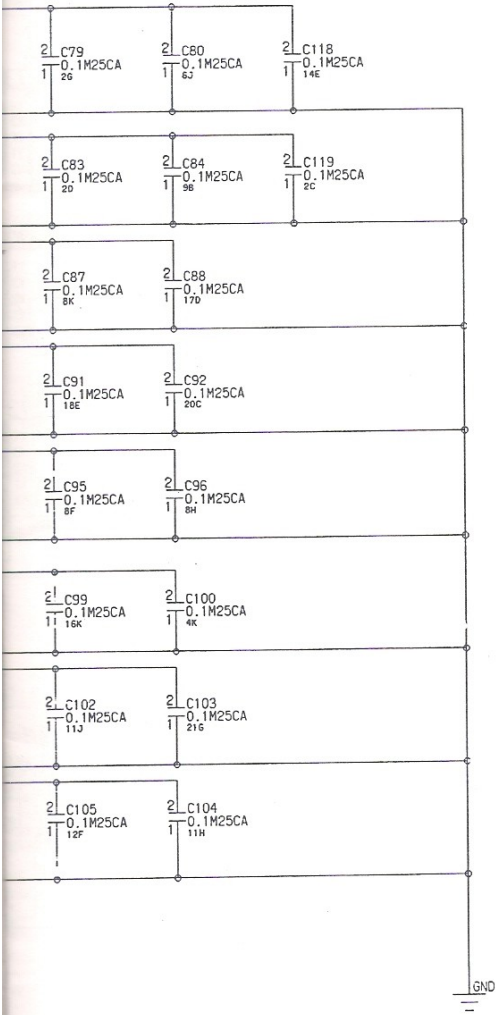 2 C79
1 0.1M25CA
2G
2 C80
1 0.1M25CA
6J
2 C118
1 0.1M25CA
14E
2 C83
1 0.1M25CA
2D
2 C84
1 0.1M25CA
9B
2 C119
1 0.1M25CA
2C
2 C87
1 0.1M25CA
8K
2 C88
1 0.1M25CA
17D
2 C91
1 0.1M25CA
18E
2 C92
1 0.1M25CA
20C
2 C95
1 0.1M25CA
8F
2 C96
1 0.1M25CA
8H
2 C99
1 0.1M25CA
16K
2 C100
1 0.1M25CA
4K
2 C102
1 0.1M25CA
11J
2 C103
1 0.1M25CA
21G
2 C105
1 0.1M25CA
12F
2 C104
1 0.1M25CA
11H
GND